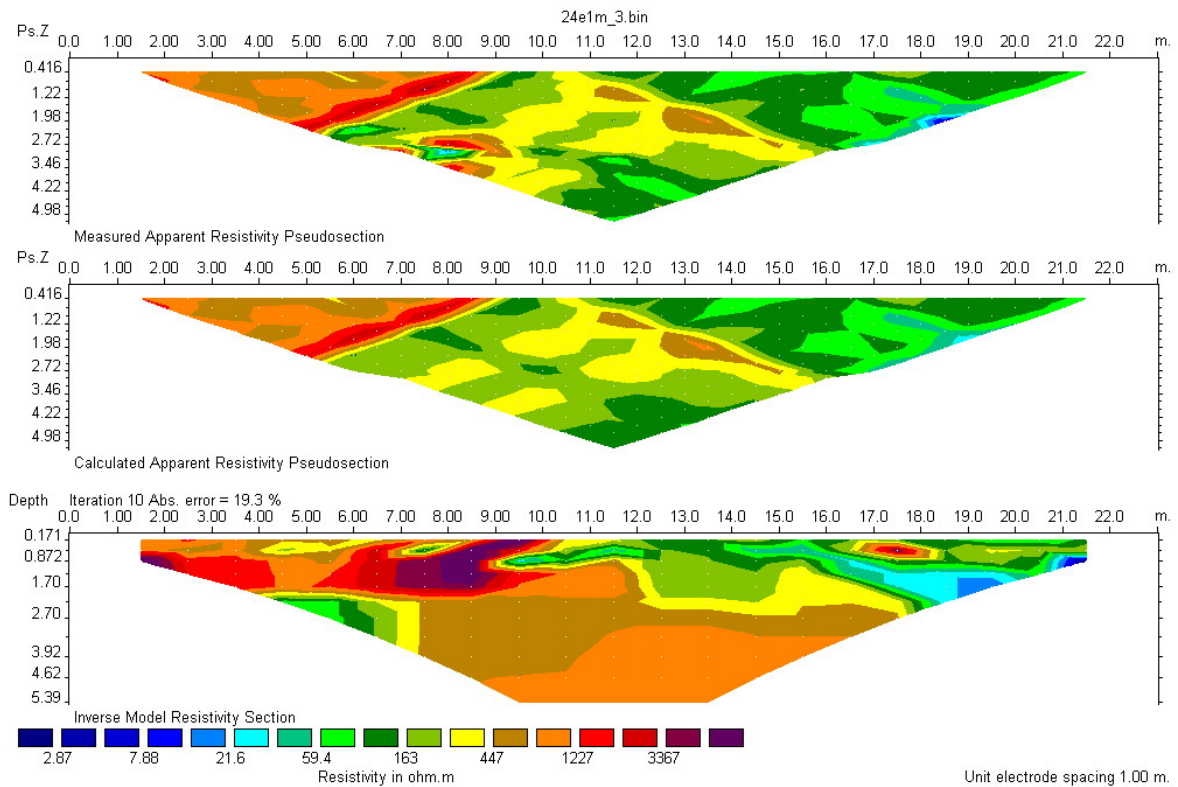 24e1m_3.bin
Ps.Z 0.0 1.00 2.00 3.00 4.00 5.00 6.00 7.00 8.00 9.00 10.0 11.0 12.0 13.0 14.0 15.0 16.0 17.0 18.0 19.0 20.0 21.0 22.0 m.
0.416
1.22
1.98
2.72
3.46
4.22
4.98
Measured Apparent Resistivity Pseudosection
Ps.Z 0.0 1.00 2.00 3.00 4.00 5.00 6.00 7.00 8.00 9.00 10.0 11.0 12.0 13.0 14.0 15.0 16.0 17.0 18.0 19.0 20.0 21.0 22.0 m.
0.416
1.22
1.98
2.72
3.46
4.22
4.98
Calculated Apparent Resistivity Pseudosection
Depth Iteration 10 Abs. error = 19.3 %
0.0 1.00 2.00 3.00 4.00 5.00 6.00 7.00 8.00 9.00 10.0 11.0 12.0 13.0 14.0 15.0 16.0 17.0 18.0 19.0 20.0 21.0 22.0 m.
0.171
0.872
1.70
2.70
3.92
4.62
5.39
Inverse Model Resistivity Section
2.87 7.88 21.6 59.4 163 447 1227 3367
Resistivity in ohm.m Unit electrode spacing 1.00 m.